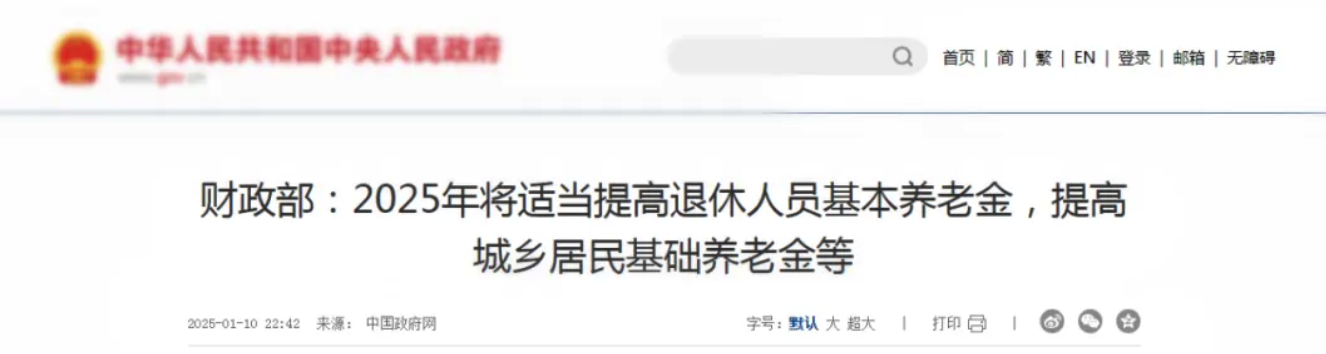 中华人民共和国中央人民政府
www.gov.cn
首页 | 简 | 繁 | EN | 登录 | 邮箱 | 无障碍
财政部：2025年将适当提高退休人员基本养老金，提高
城乡居民基础养老金等
2025-01-10 22:42 来源： 中国政府网 字号：默认 大 超大 | 打印 |